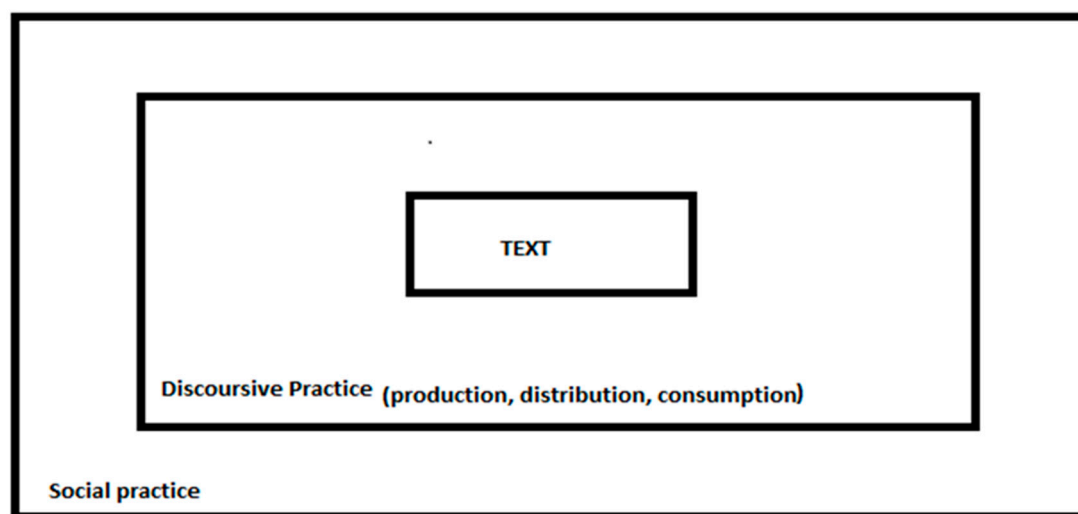 TEXT
Discoursive Practice (production, distribution, consumption)
Social practice